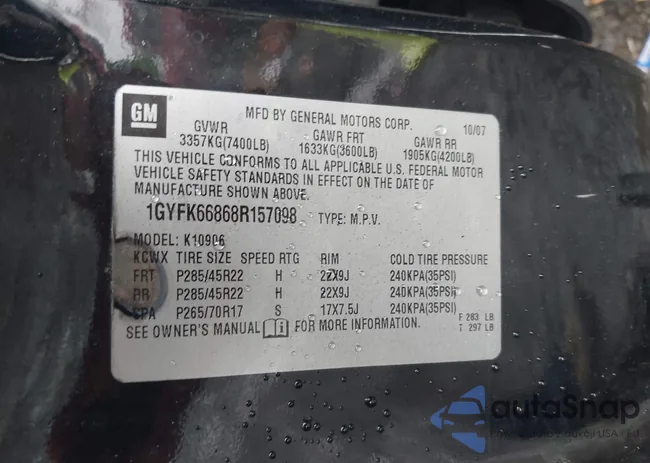 GM
MFD BY GENERAL MOTORS CORP. 10/07
GVWR GAWR FRT GAWR RR
3357KG(7400LB) 1633KG(3600LB) 1905KG(4200LB)
THIS VEHICLE CONFORMS TO ALL APPLICABLE U.S. FEDERAL MOTOR
VEHICLE SAFETY STANDARDS IN EFFECT ON THE DATE OF
MANUFACTURE SHOWN ABOVE.
1GYFK66868R157098 TYPE: M.P.V.
MODEL: K10906
KCWX TIRE SIZE SPEED RTG RIM COLD TIRE PRESSURE
FRT P285/45R22 H 22X9J 240KPA(35PSI)
RR P285/45R22 H 22X9J 240KPA(35PSI)
SPA P265/70R17 S 17X7.5J 240KPA(35PSI)
F 283 LB
T 297 LB
SEE OWNER'S MANUAL FOR MORE INFORMATION.
autoSnap